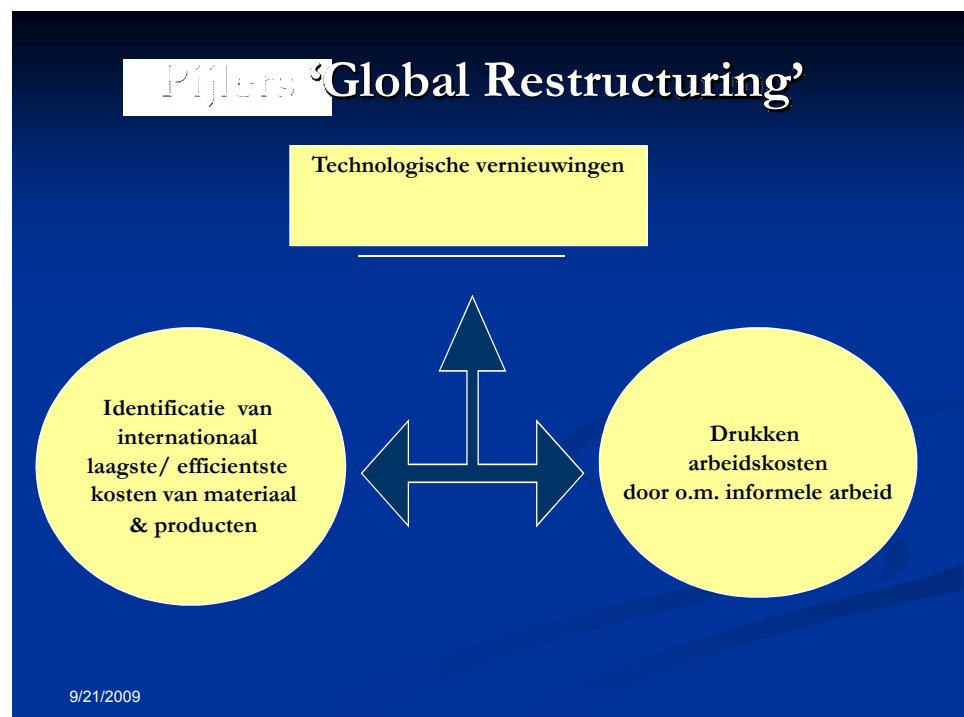 Pijlers ‘Global Restructuring’
Technologische vernieuwingen
Identificatie van
internationaal
laagste/ efficientste
kosten van materiaal
& producten
Drukken
arbeidskosten
door o.m. informele arbeid
9/21/2009